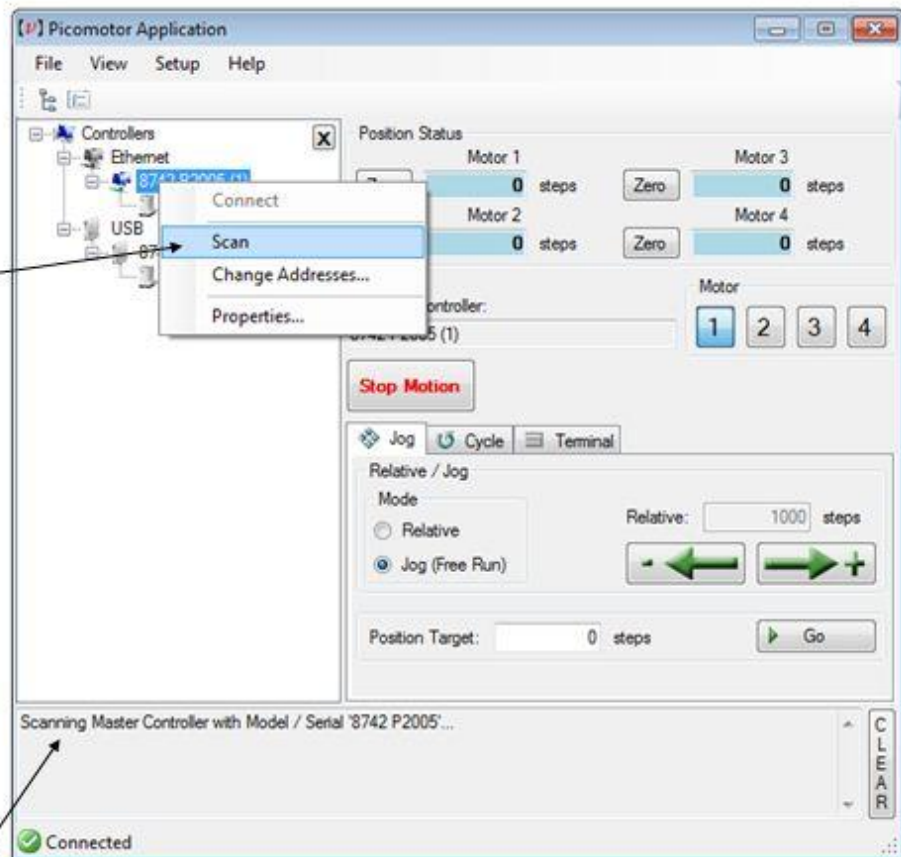 [ν] Picomotor Application
File View Setup Help
Controllers
Ethernet
8742 P2005 (1)
USB
Connect
Scan
Change Addresses...
Properties...
X
Position Status
Motor 1
0 steps
Motor 3
Zero 0 steps
Motor 2
0 steps
Motor 4
Zero 0 steps
Motor
1 2 3 4
Stop Motion
Jog Cycle Terminal
Relative / Jog
Mode
Relative
Jog (Free Run)
Relative: 1000 steps
- +
Position Target: 0 steps
Go
Scanning Master Controller with Model / Serial '8742 P2005'...
CLEAR
Connected